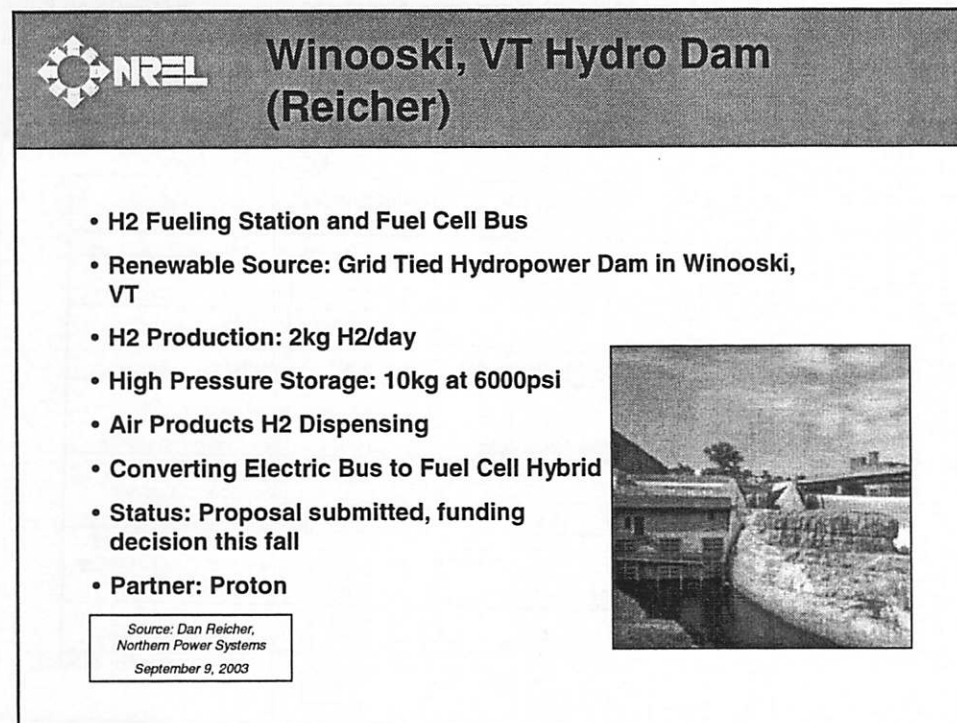 NREL
Winooski, VT Hydro Dam
(Reicher)
• H2 Fueling Station and Fuel Cell Bus
• Renewable Source: Grid Tied Hydropower Dam in Winooski,
VT
• H2 Production: 2kg H2/day
• High Pressure Storage: 10kg at 6000psi
• Air Products H2 Dispensing
• Converting Electric Bus to Fuel Cell Hybrid
• Status: Proposal submitted, funding
decision this fall
• Partner: Proton
Source: Dan Reicher,
Northern Power Systems
September 9, 2003